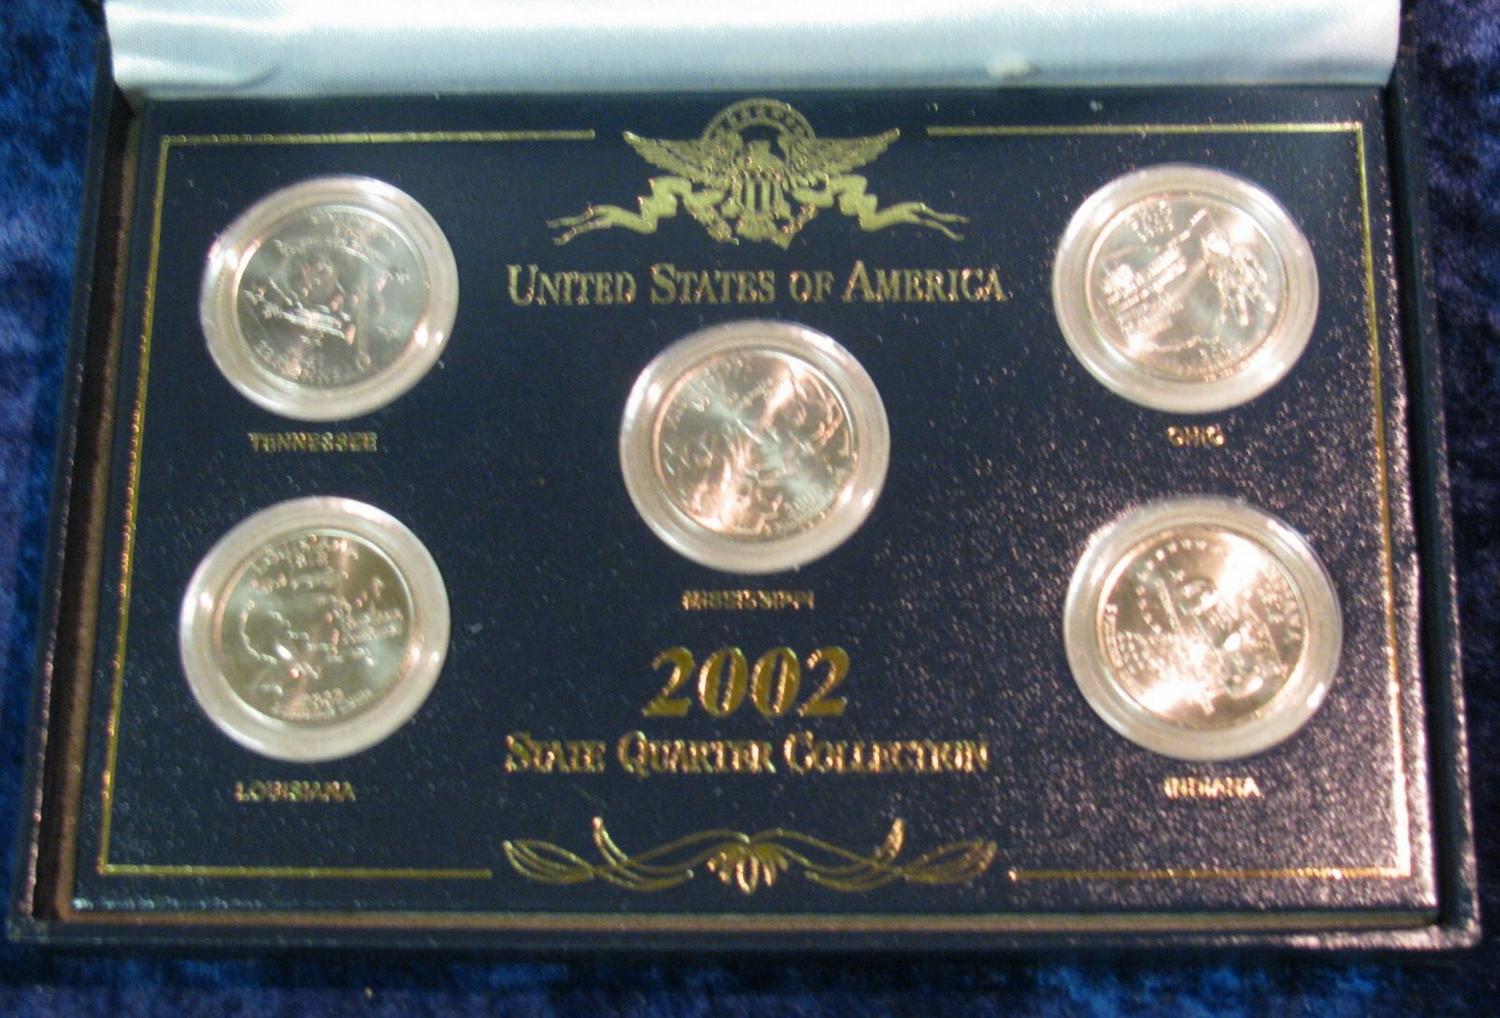 UNITED STATES OF AMERICA
TENNESSEE
OHIO
MISSISSIPPI
2002
STATE QUARTER COLLECTION
LOUISIANA
INDIANA